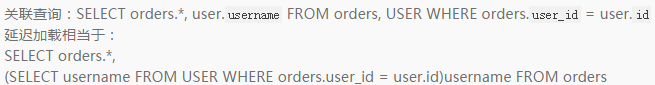 关联查询：SELECT orders.*, user.username FROM orders, USER WHERE orders.user_id = user. id
延迟加载相当于：
SELECT orders.*,
(SELECT username FROM USER WHERE orders.user_id = user.id)username FROM orders